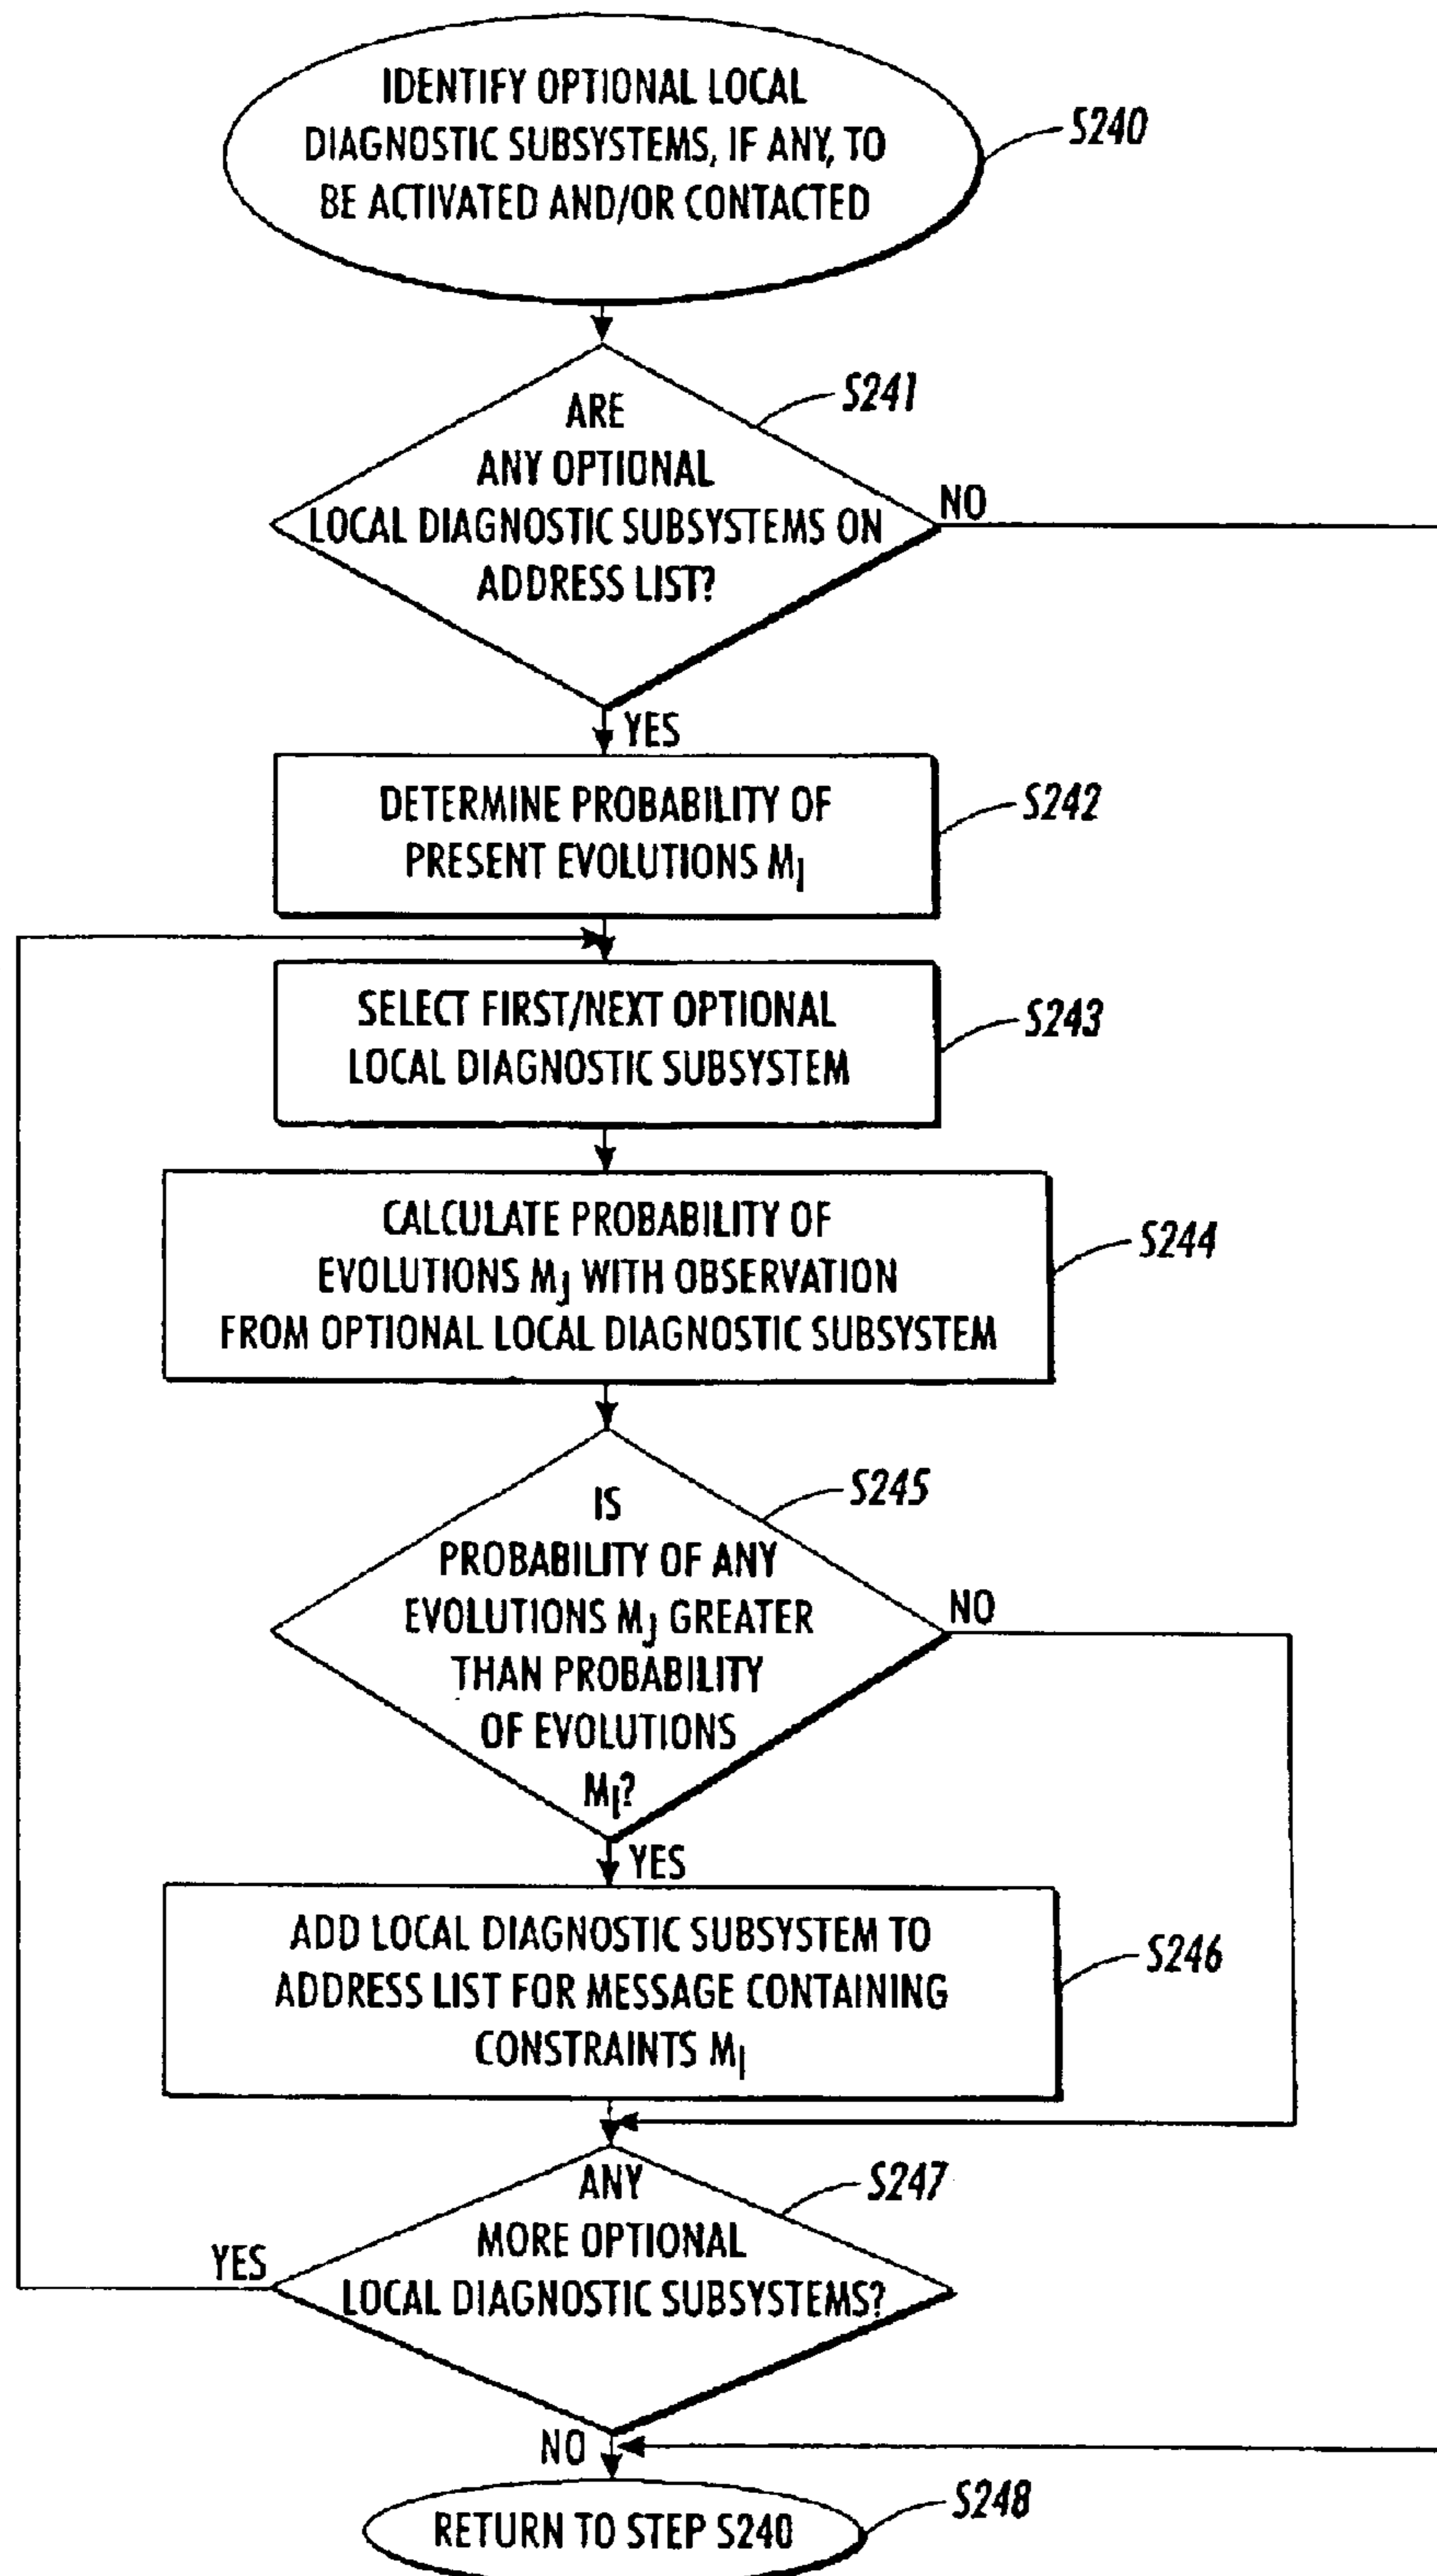 IDENTIFY OPTIONAL LOCAL
DIAGNOSTIC SUBSYSTEMS, IF ANY, TO
BE ACTIVATED AND/OR CONTACTED
S240
ARE
ANY OPTIONAL
LOCAL DIAGNOSTIC SUBSYSTEMS ON
ADDRESS LIST?
S241
NO
YES
DETERMINE PROBABILITY OF
PRESENT EVOLUTIONS MI
S242
SELECT FIRST/NEXT OPTIONAL
LOCAL DIAGNOSTIC SUBSYSTEM
S243
CALCULATE PROBABILITY OF
EVOLUTIONS MJ WITH OBSERVATION
FROM OPTIONAL LOCAL DIAGNOSTIC SUBSYSTEM
S244
IS
PROBABILITY OF ANY
EVOLUTIONS MJ GREATER
THAN PROBABILITY
OF EVOLUTIONS
MI?
S245
NO
YES
ADD LOCAL DIAGNOSTIC SUBSYSTEM TO
ADDRESS LIST FOR MESSAGE CONTAINING
CONSTRAINTS MI
S246
ANY
MORE OPTIONAL
LOCAL DIAGNOSTIC SUBSYSTEMS?
S247
YES
NO
RETURN TO STEP S240
S248